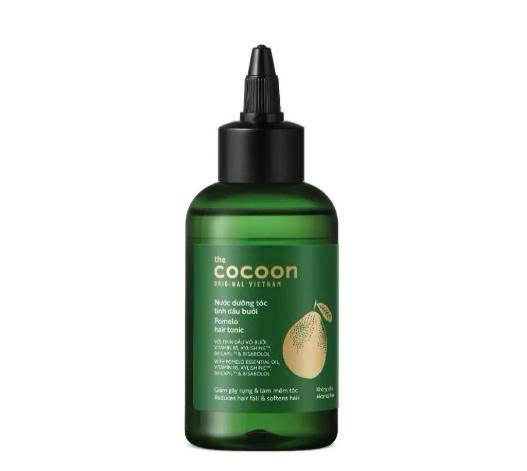 the
cocoon
ORIGINAL VIETNAM
Nước dưỡng tóc
tinh dầu bưởi
Pomelo
hair tonic
VỚI TINH DẦU VỎ BƯỞI,
VITAMIN B5, XYLISHINE™,
BAICAPIL™ & BISABOLOL
WITH POMELO ESSENTIAL OIL,
VITAMIN B5, XYLISHINE™,
BAICAPIL™ & BISABOLOL
Giảm gãy rụng & làm mềm tóc
Reduces hair fall & softens hair
Không
Alcohol